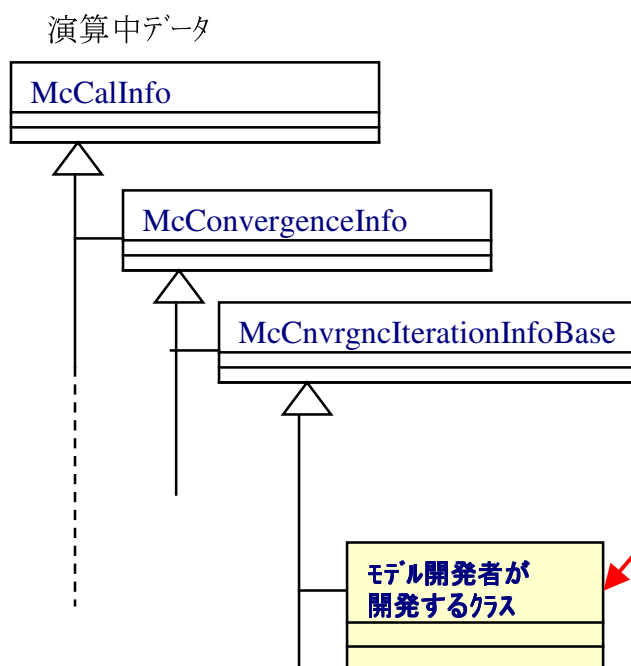 演算中ﾃﾞｰﾀ
McCalInfo
McConvergenceInfo
McCnvrgncIterationInfoBase
ﾓﾃﾞﾙ開発者が
開発するｸﾗｽ